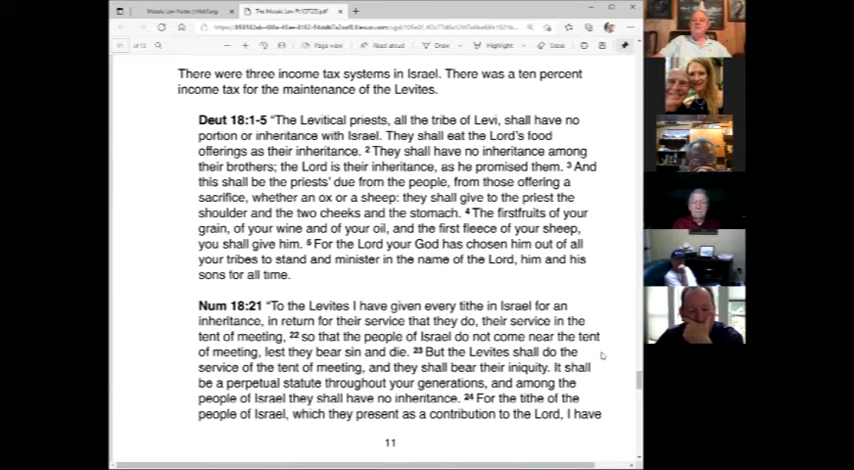 Mosaic Law Notes
11 of 12
Page view
Read aloud
Draw
Highlight
Close
There were three income tax systems in Israel. There was a ten percent
income tax for the maintenance of the Levites.
Deut 18:1-5 “The Levitical priests, all the tribe of Levi, shall have no
portion or inheritance with Israel. They shall eat the Lord’s food
offerings as their inheritance. 2 They shall have no inheritance among
their brothers; the Lord is their inheritance, as he promised them. 3 And
this shall be the priests’ due from the people, from those offering a
sacrifice, whether an ox or a sheep: they shall give to the priest the
shoulder and the two cheeks and the stomach. 4 The firstfruits of your
grain, of your wine and of your oil, and the first fleece of your sheep,
you shall give him. 5 For the Lord your God has chosen him out of all
your tribes to stand and minister in the name of the Lord, him and his
sons for all time.
Num 18:21 “To the Levites I have given every tithe in Israel for an
inheritance, in return for their service that they do, their service in the
tent of meeting, 22 so that the people of Israel do not come near the tent
of meeting, lest they bear sin and die. 23 But the Levites shall do the
service of the tent of meeting, and they shall bear their iniquity. It shall
be a perpetual statute throughout your generations, and among the
people of Israel they shall have no inheritance. 24 For the tithe of the
people of Israel, which they present as a contribution to the Lord, I have
11